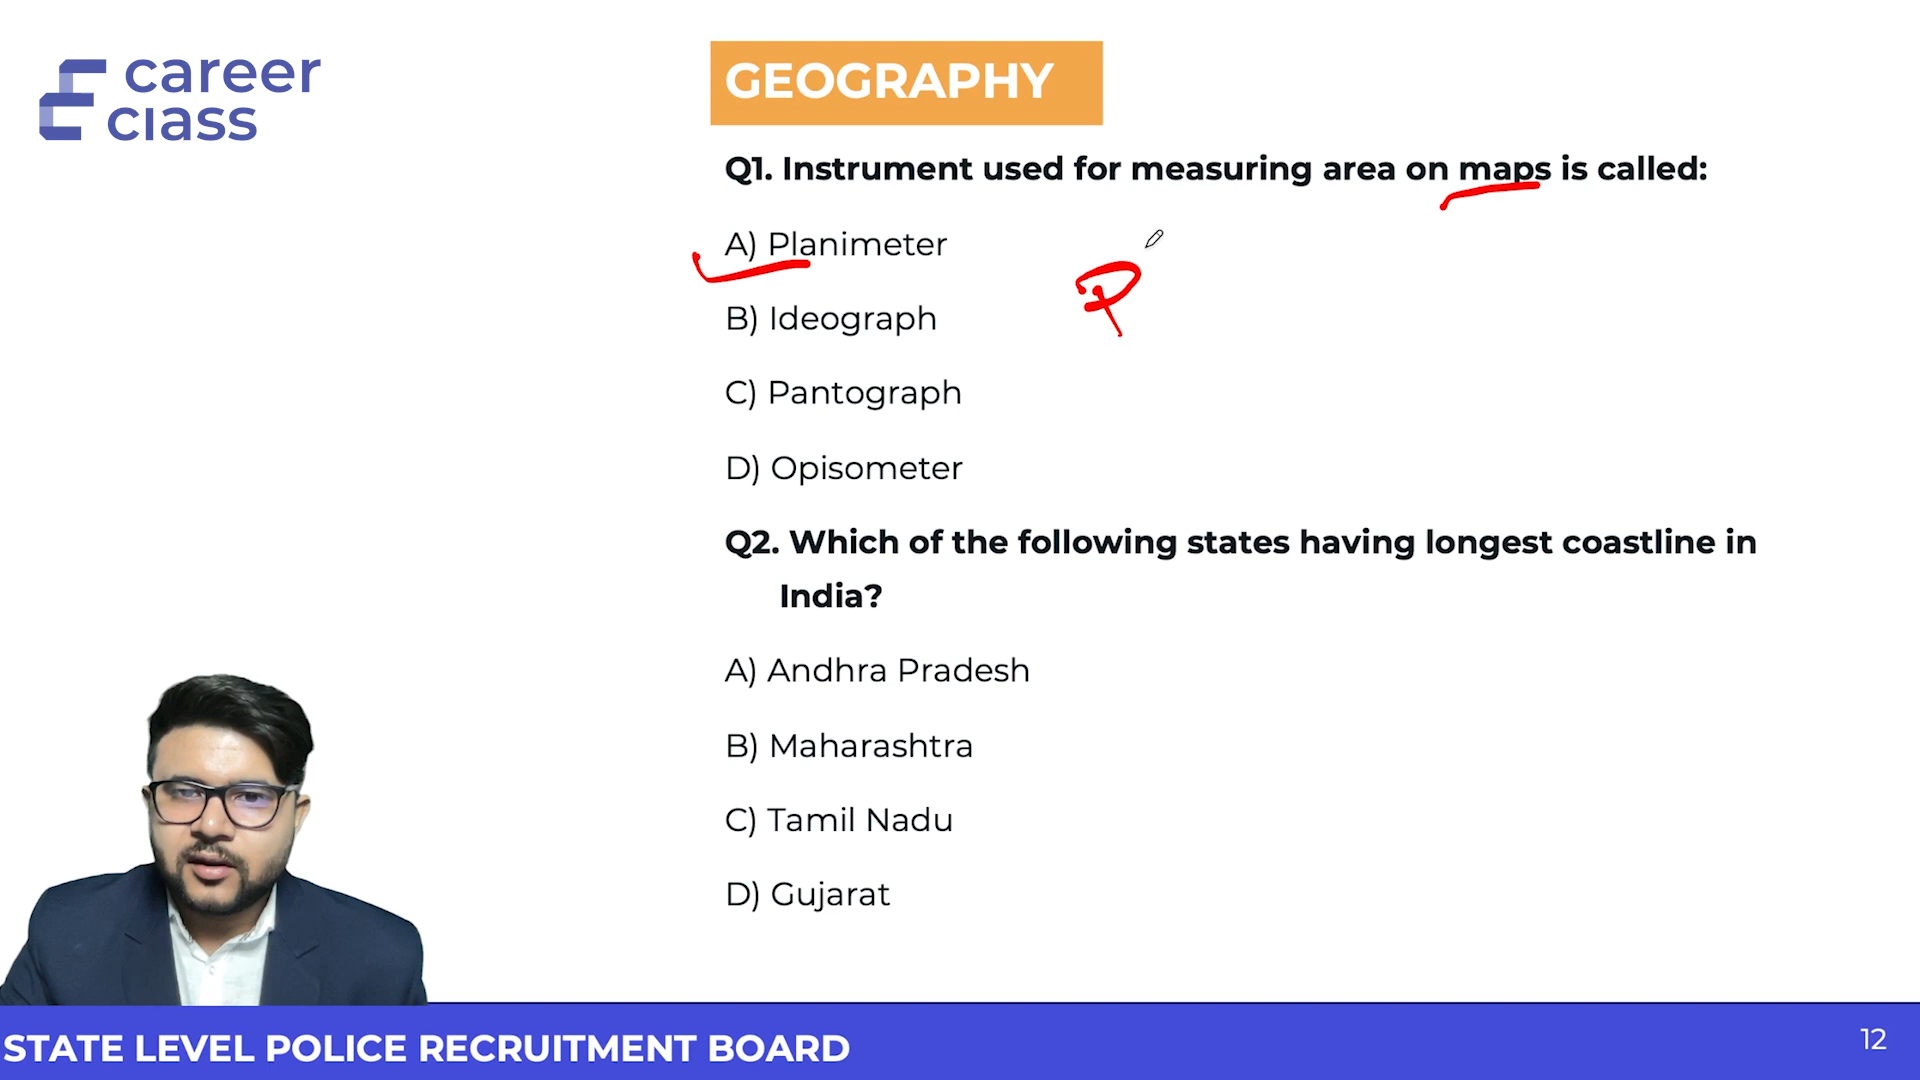 career
class
GEOGRAPHY
Q1. Instrument used for measuring area on maps is called:
A) Planimeter
B) Ideograph
P
C) Pantograph
D) Opisometer
Q2. Which of the following states having longest coastline in
India?
A) Andhra Pradesh
B) Maharashtra
C) Tamil Nadu
D) Gujarat
STATE LEVEL POLICE RECRUITMENT BOARD
12